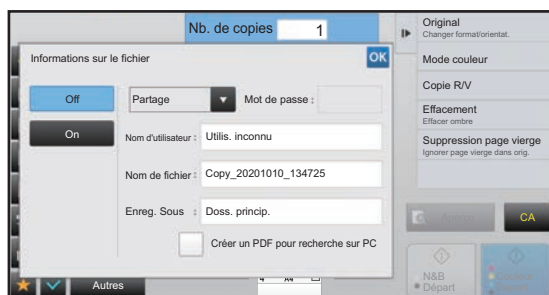 Nb. de copies 1
Informations sur le fichier
OK
Off
Partage
Mot de passe :
On
Nom d'utilisateur :
Utilis. inconnu
Nom de fichier :
Copy_20201010_134725
Enreg. Sous :
Doss. princip.
Créer un PDF pour recherche sur PC
Autres
Original
Changer format/orientat.
Mode couleur
Copie R/V
Effacement
Effacer ombre
Suppression page vierge
Ignorer page vierge dans orig.
CA
N&B
Départ